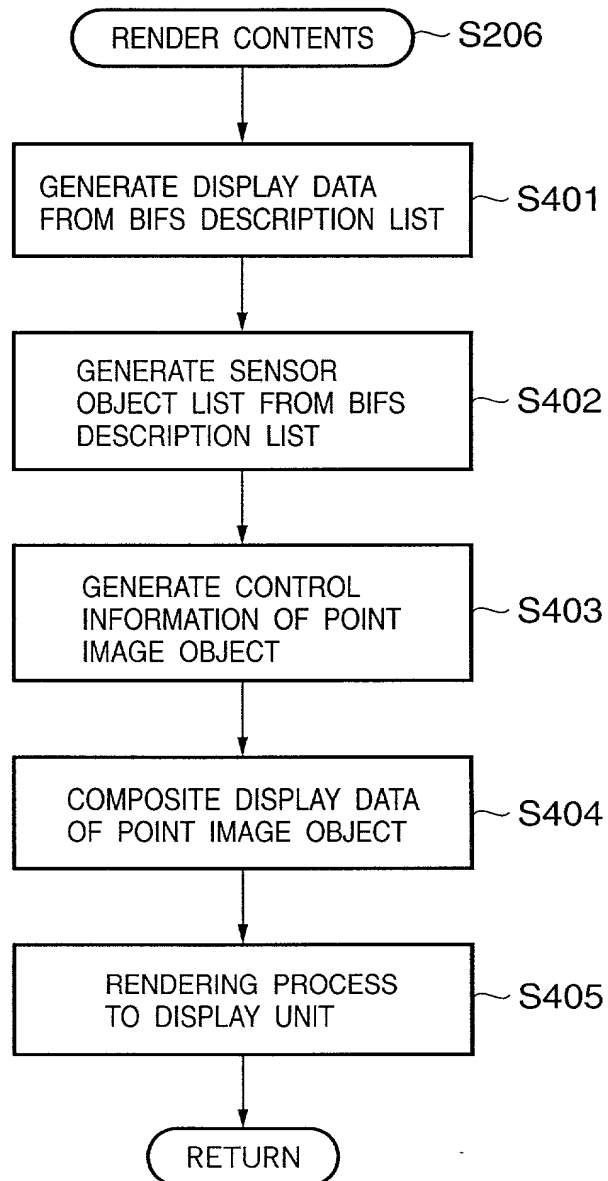 RENDER CONTENTS
S206
GENERATE DISPLAY DATA
FROM BIFS DESCRIPTION LIST
S401
GENERATE SENSOR
OBJECT LIST FROM BIFS
DESCRIPTION LIST
S402
GENERATE CONTROL
INFORMATION OF POINT
IMAGE OBJECT
S403
COMPOSITE DISPLAY DATA
OF POINT IMAGE OBJECT
S404
RENDERING PROCESS
TO DISPLAY UNIT
S405
RETURN